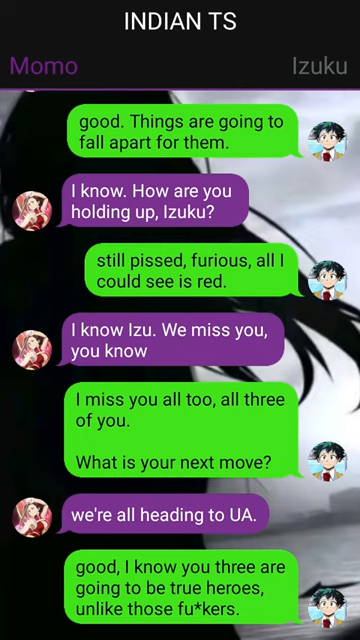 INDIAN TS
Momo
Izuku
good. Things are going to
fall apart for them.
I know. How are you
holding up, Izuku?
still pissed, furious, all I
could see is red.
I know Izu. We miss you,
you know
I miss you all too, all three
of you.
What is your next move?
we're all heading to UA.
good, I know you three are
going to be true heroes,
unlike those fu*kers.